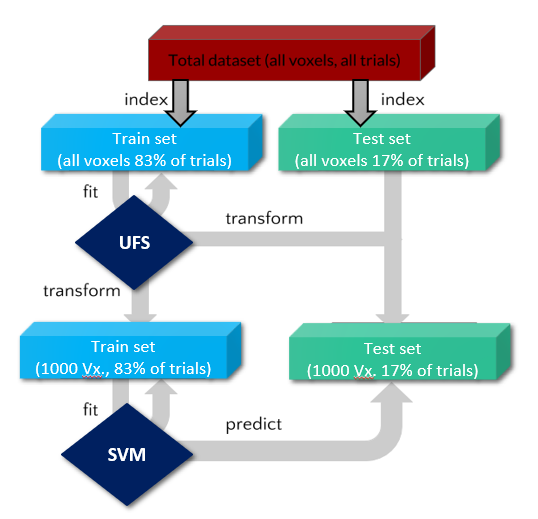 Total dataset (all voxels, all trials)
index
index
Train set
(all voxels 83% of trials)
Test set
(all voxels 17% of trials)
fit
transform
UFS
transform
Train set
(1000 Vx., 83% of trials)
Test set
(1000 Vx. 17% of trials)
fit
predict
SVM